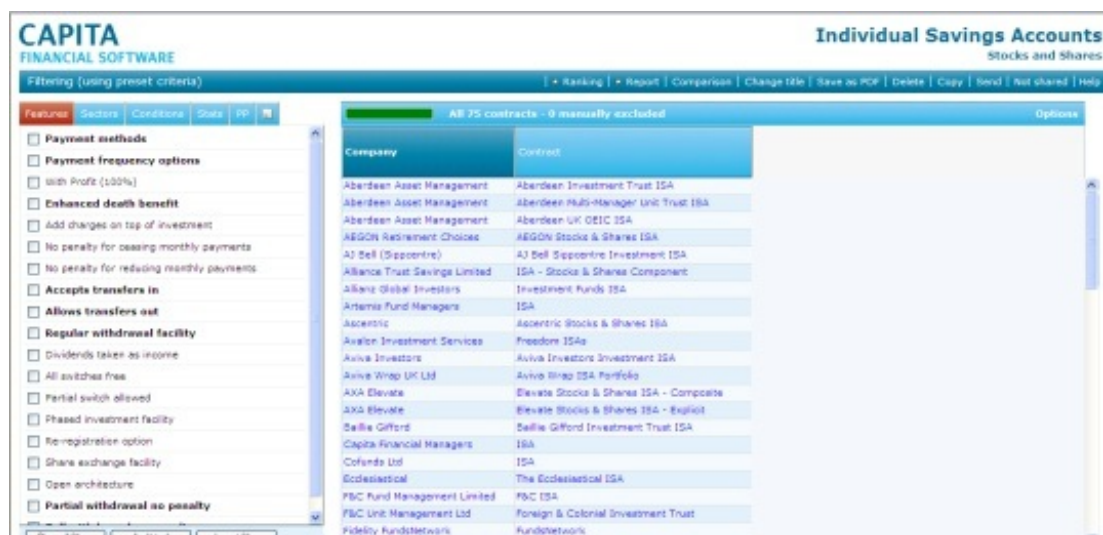 CAPITA
FINANCIAL SOFTWARE
Individual Savings Accounts
Stocks and Shares
Filtering (using preset criteria)
| Ranking | Report | Comparison | Change title | Save as PDF | Delete | Copy | Send | Not shared | Help
Features Sectors Conditions Stats PP
Payment methods
Payment frequency options
With Profit (100%)
Enhanced death benefit
Add charges on top of investment
No penalty for ceasing monthly payments
No penalty for reducing monthly payments
Accepts transfers in
Allows transfers out
Regular withdrawal facility
Dividends taken as income
All switches free
Partial switch allowed
Phased investment facility
Re-registration option
Share exchange facility
Open architecture
Partial withdrawal no penalty
All 75 contracts - 0 manually excluded Options
Company Contract
Aberdeen Asset Management Aberdeen Investment Trust ISA
Aberdeen Asset Management Aberdeen Multi-Manager Unit Trust ISA
Aberdeen Asset Management Aberdeen UK OEIC ISA
AEGON Retirement Choices AEGON Stocks & Shares ISA
AJ Bell (Sippcentre) AJ Bell Sippcentre Investment ISA
Alliance Trust Savings Limited ISA - Stocks & Shares Component
Allianz Global Investors Investment Funds ISA
Artemis Fund Managers ISA
Ascentric Ascentric Stocks & Shares ISA
Avalon Investment Services Freedom ISAs
Aviva Investors Aviva Investors Investment ISA
Aviva Wrap UK Ltd Aviva Wrap ISA Portfolio
AXA Elevate Elevate Stocks & Shares ISA - Composite
AXA Elevate Elevate Stocks & Shares ISA - Explicit
Baillie Gifford Baillie Gifford Investment Trust ISA
Capita Financial Managers ISA
Cofunds Ltd ISA
Ecclesiastical The Ecclesiastical ISA
F&C Fund Management Limited F&C ISA
F&C Unit Management Ltd Foreign & Colonial Investment Trust
Fidelity FundsNetwork FundsNetwork